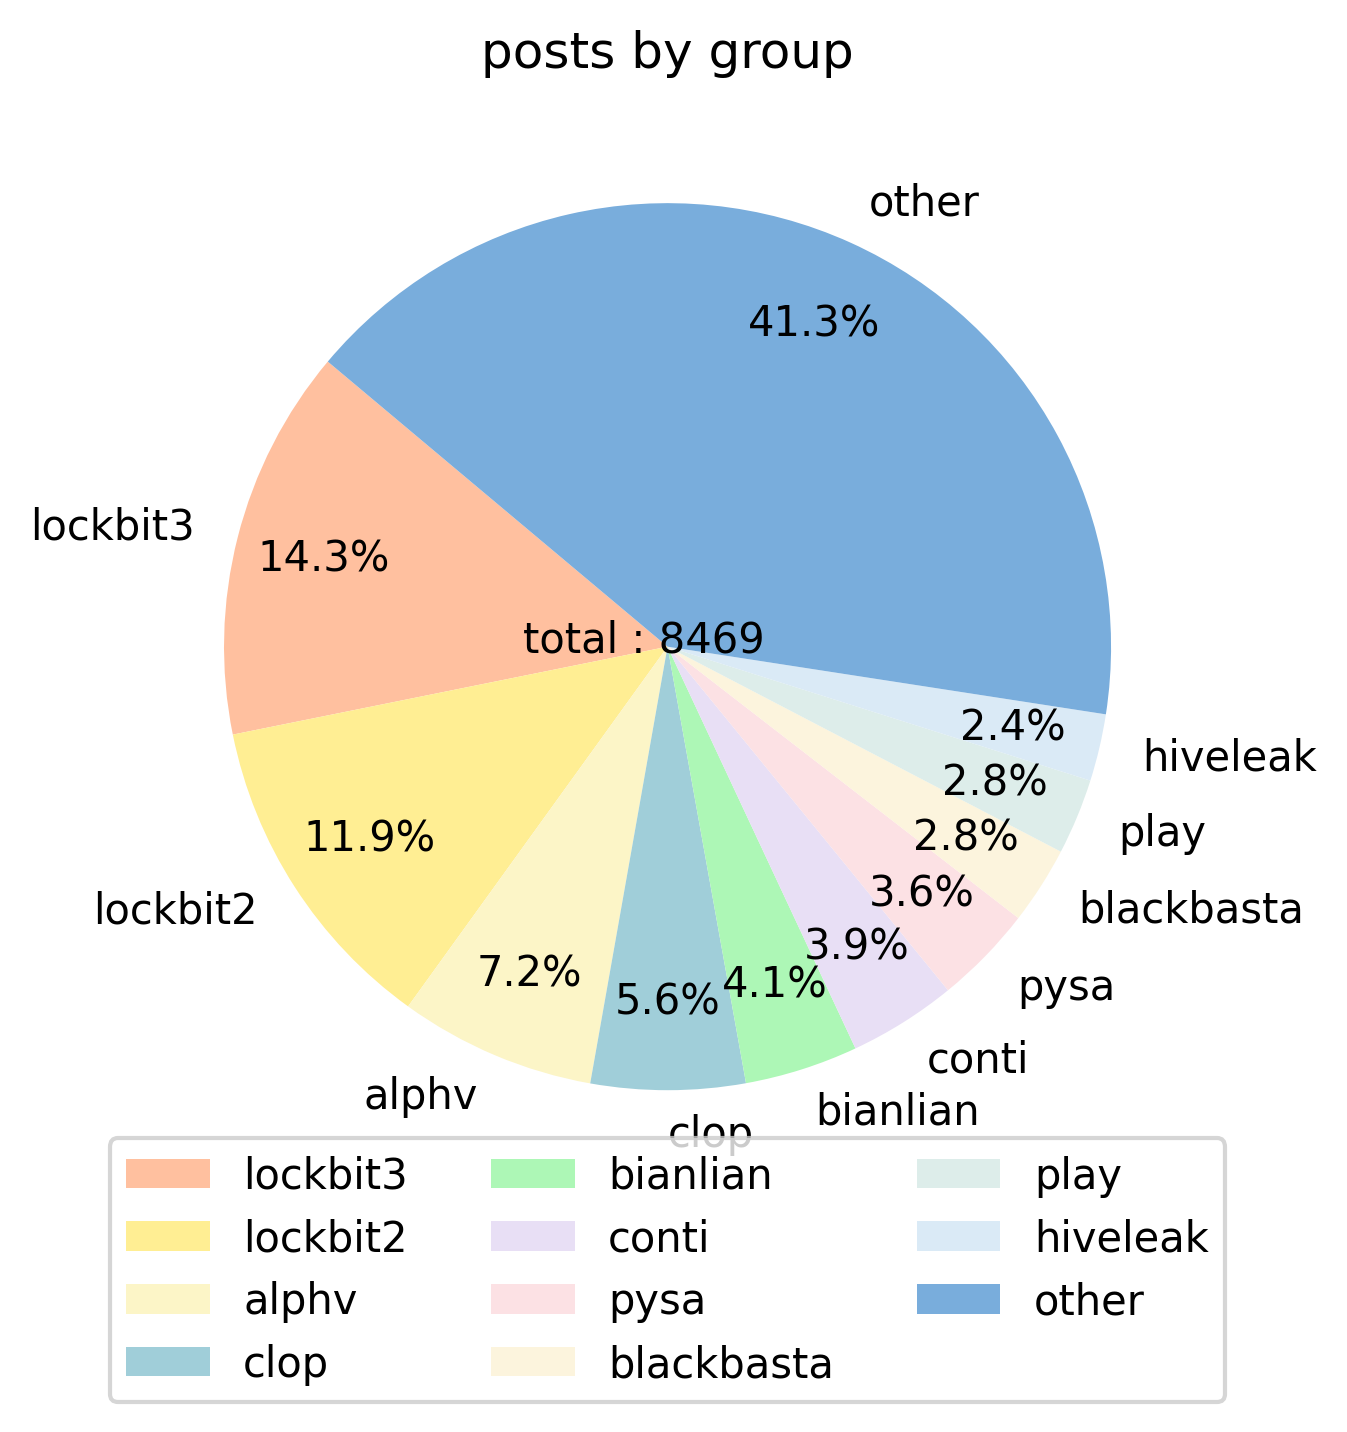 posts by group
other
41.3%
lockbit3
14.3%
total : 8469
2.4%
hiveleak
2.8%
play
2.8%
blackbasta
11.9%
lockbit2
3.6%
pysa
3.9%
conti
7.2%
alphv
5.6%
clop
4.1%
bianlian
lockbit3
lockbit2
alphv
clop
bianlian
conti
pysa
blackbasta
play
hiveleak
other